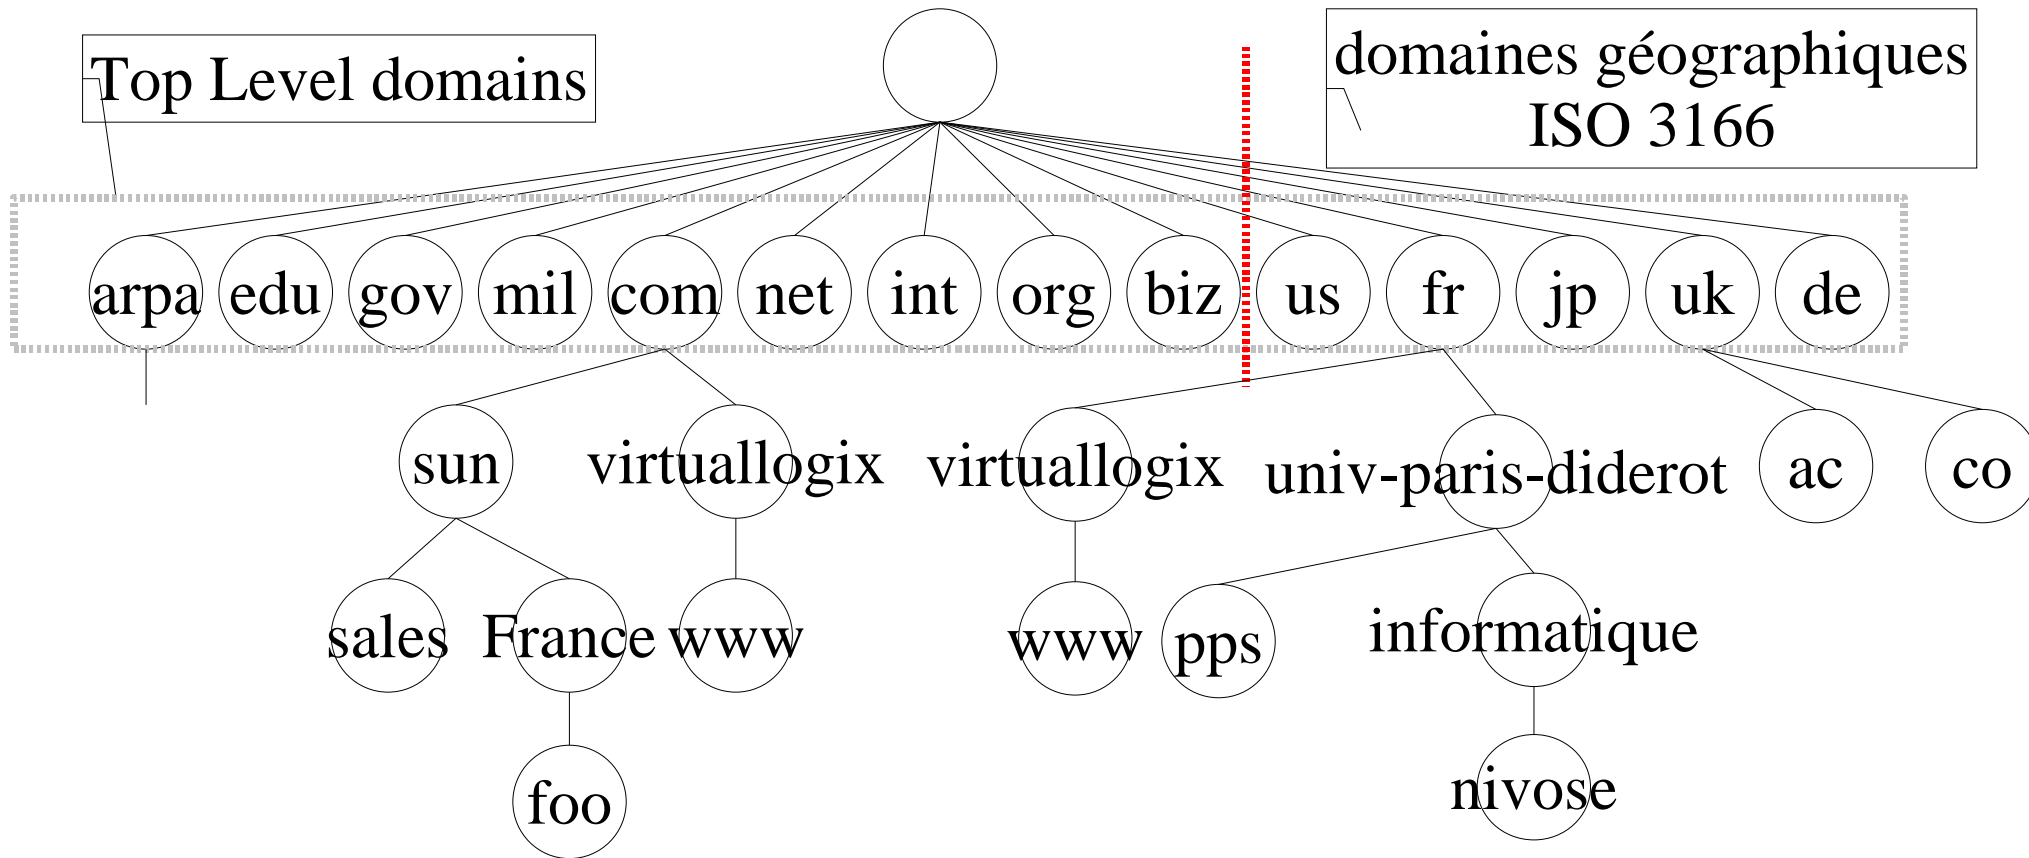 Top Level domains
domaines géographiques
ISO 3166
arpa
edu
gov
mil
com
net
int
org
biz
us
fr
jp
uk
de
sun
virtuallogix
virtuallogix
univ-paris-diderot
ac
co
sales
France
www
www
pps
informatique
foo
nivose